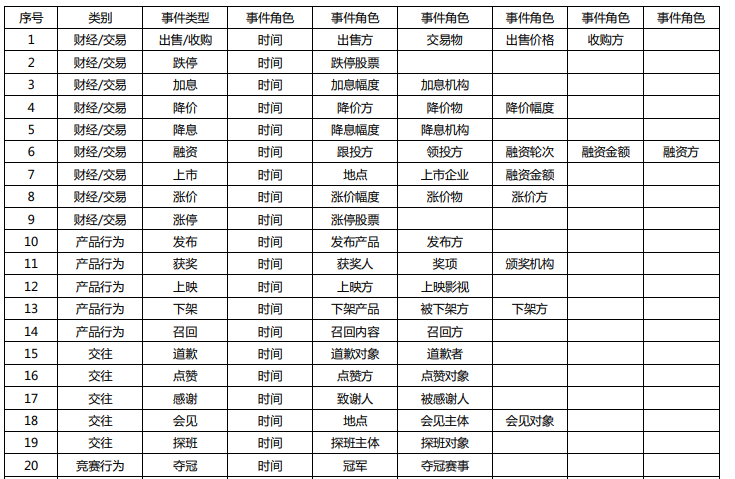 序号 类别 事件类型 事件角色 事件角色 事件角色 事件角色 事件角色 事件角色
1 财经/交易 出售/收购 时间 出售方 交易物 出售价格 收购方
2 财经/交易 跌停 时间 跌停股票
3 财经/交易 加息 时间 加息幅度 加息机构
4 财经/交易 降价 时间 降价方 降价物 降价幅度
5 财经/交易 降息 时间 降息幅度 降息机构
6 财经/交易 融资 时间 跟投方 领投方 融资轮次 融资金额 融资方
7 财经/交易 上市 时间 地点 上市企业 融资金额
8 财经/交易 涨价 时间 涨价幅度 涨价物 涨价方
9 财经/交易 涨停 时间 涨停股票
10 产品行为 发布 时间 发布产品 发布方
11 产品行为 获奖 时间 获奖人 奖项 颁奖机构
12 产品行为 上映 时间 上映方 上映影视
13 产品行为 下架 时间 下架产品 被下架方 下架方
14 产品行为 召回 时间 召回内容 召回方
15 交往 道歉 时间 道歉对象 道歉者
16 交往 点赞 时间 点赞方 点赞对象
17 交往 感谢 时间 致谢人 被感谢人
18 交往 会见 时间 地点 会见主体 会见对象
19 交往 探班 时间 探班主体 探班对象
20 竞赛行为 夺冠 时间 冠军 夺冠赛事